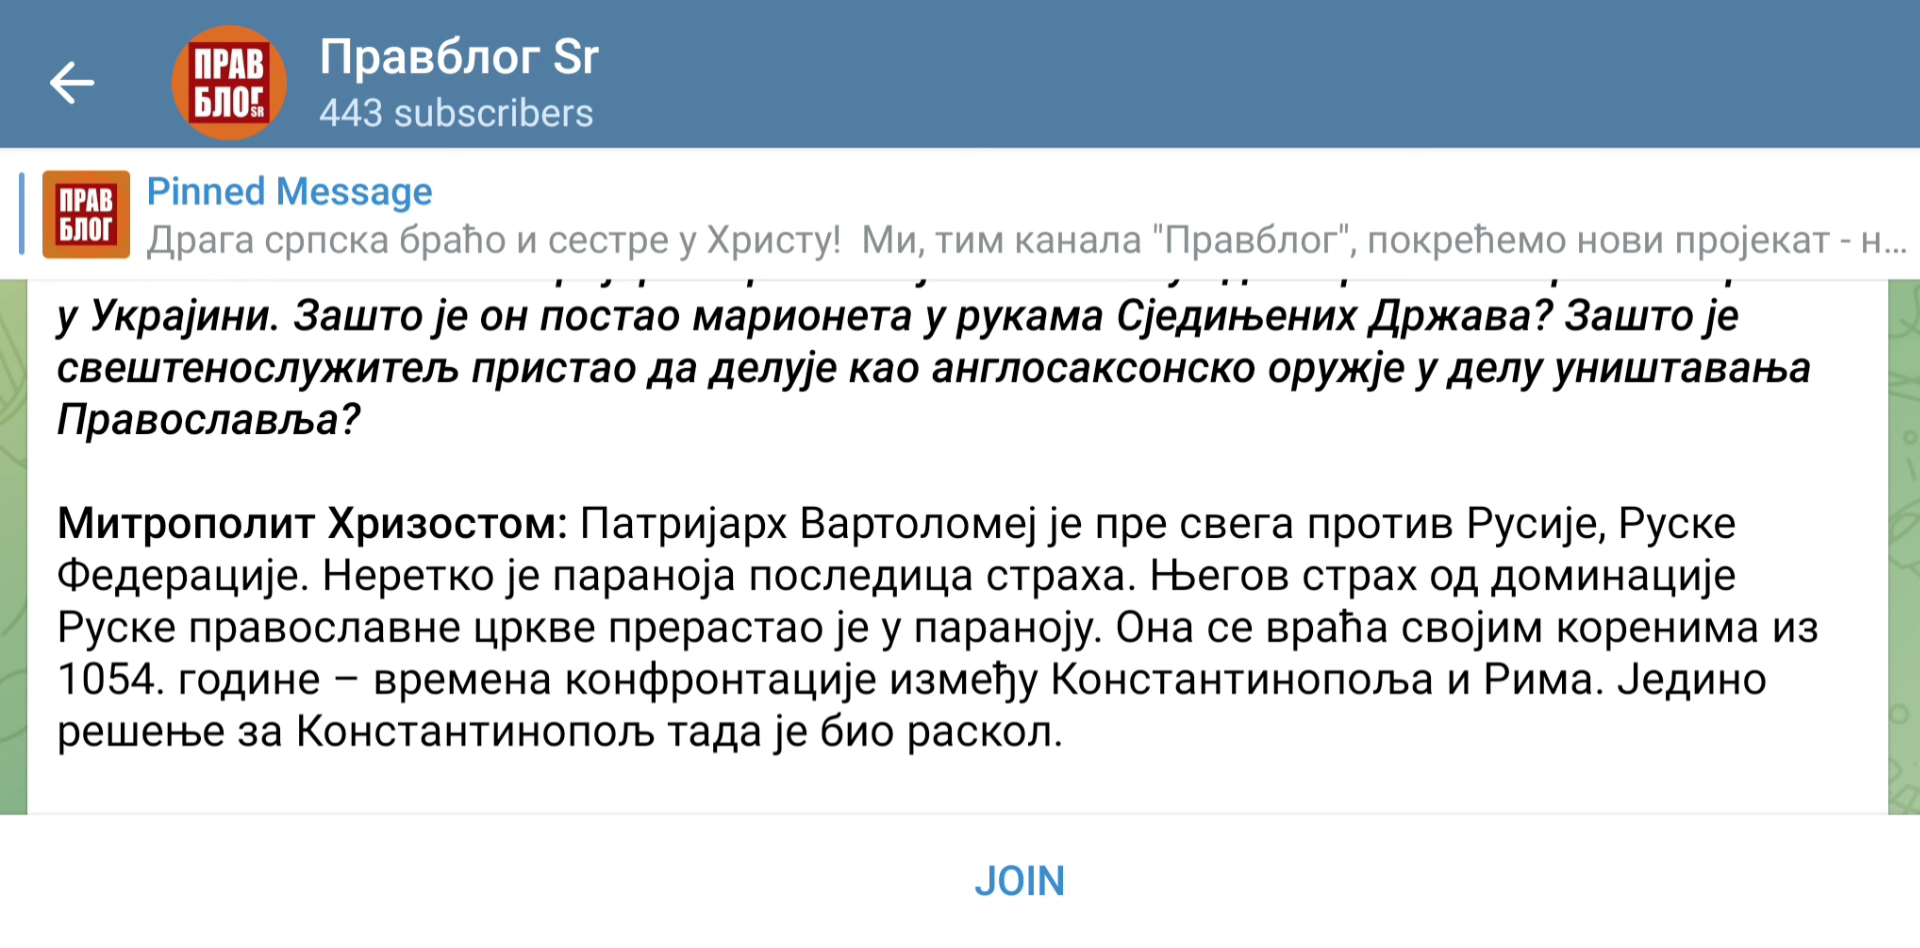 Правблог Sr
ПРАВ
БЛОГ
SR
443 subscribers
Pinned Message
ПРАВ
БЛОГ
Драга српска браћо и сестре у Христу!  Ми, тим канала "Правблог", покрећемо нови пројекат - н...
у Украјини. Зашто је он постао марионета у рукама Сједињених Држава? Зашто је
свештенослужитељ пристао да делује као англосаксонско оружје у делу уништавања
Православља?
Митрополит Хризостом: Патријарх Вартоломеј је пре свега против Русије, Руске
Федерације. Неретко је параноја последица страха. Његов страх од доминације
Руске православне цркве прерастао је у параноју. Она се враћа својим коренима из
1054. године – времена конфронтације између Константинопоља и Рима. Једино
решење за Константинопољ тада је био раскол.
JOIN